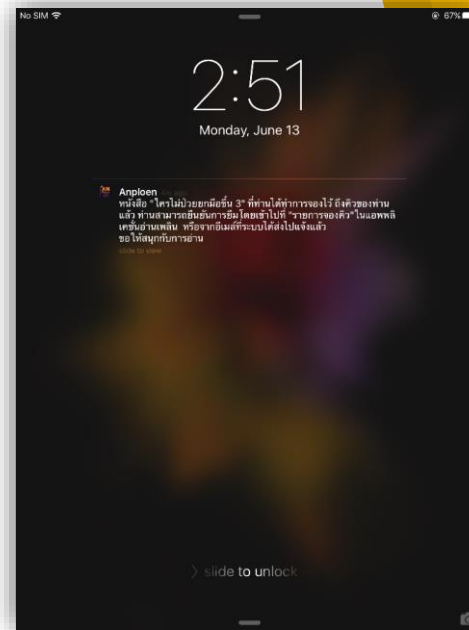 No SIM
67%
2:51
Monday, June 13
Anploen
หนังสือ "ใครไม่ป่วยยกมือขึ้น 3" ที่ท่านได้ทำการจองไว้ ถึงคิวของท่าน
แล้ว ท่านสามารถยืนยันการยืมโดยเข้าไปที่ "รายการจองคิว" ในแอพพลิ
เคชั่นอ่านเพลิน หรือจากอีเมล์ที่ระบบได้ส่งไปแจ้งแล้ว
ขอให้สนุกกับการอ่าน
slide to view
> slide to unlock